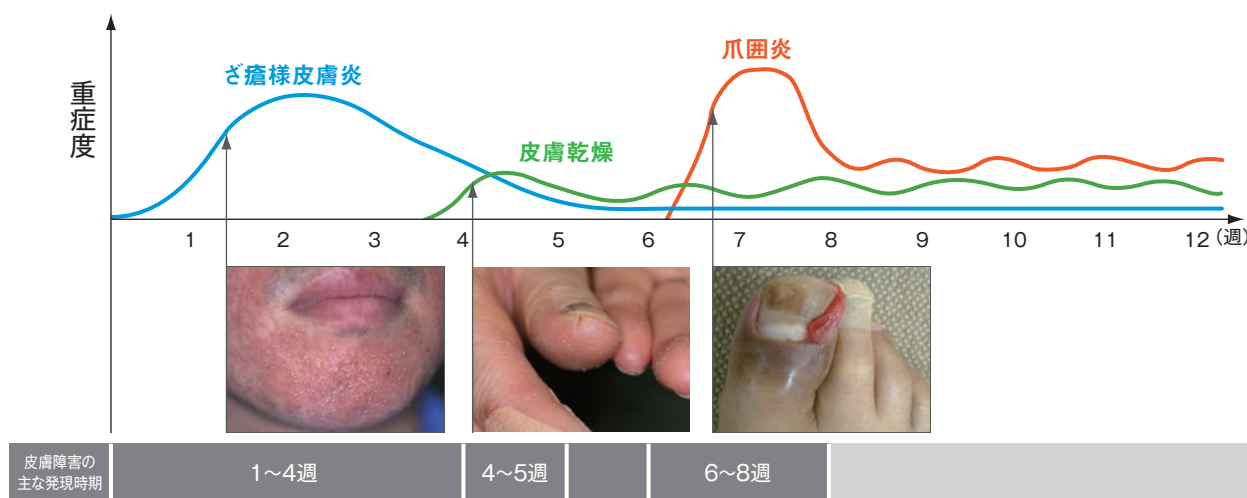 爪囲炎
ざ瘡様皮膚炎
重症度
皮膚乾燥
1 2 3 4 5 6 7 8 9 10 11 12 (週)
皮膚障害の
主な発現時期
1〜4週
4〜5週
6〜8週